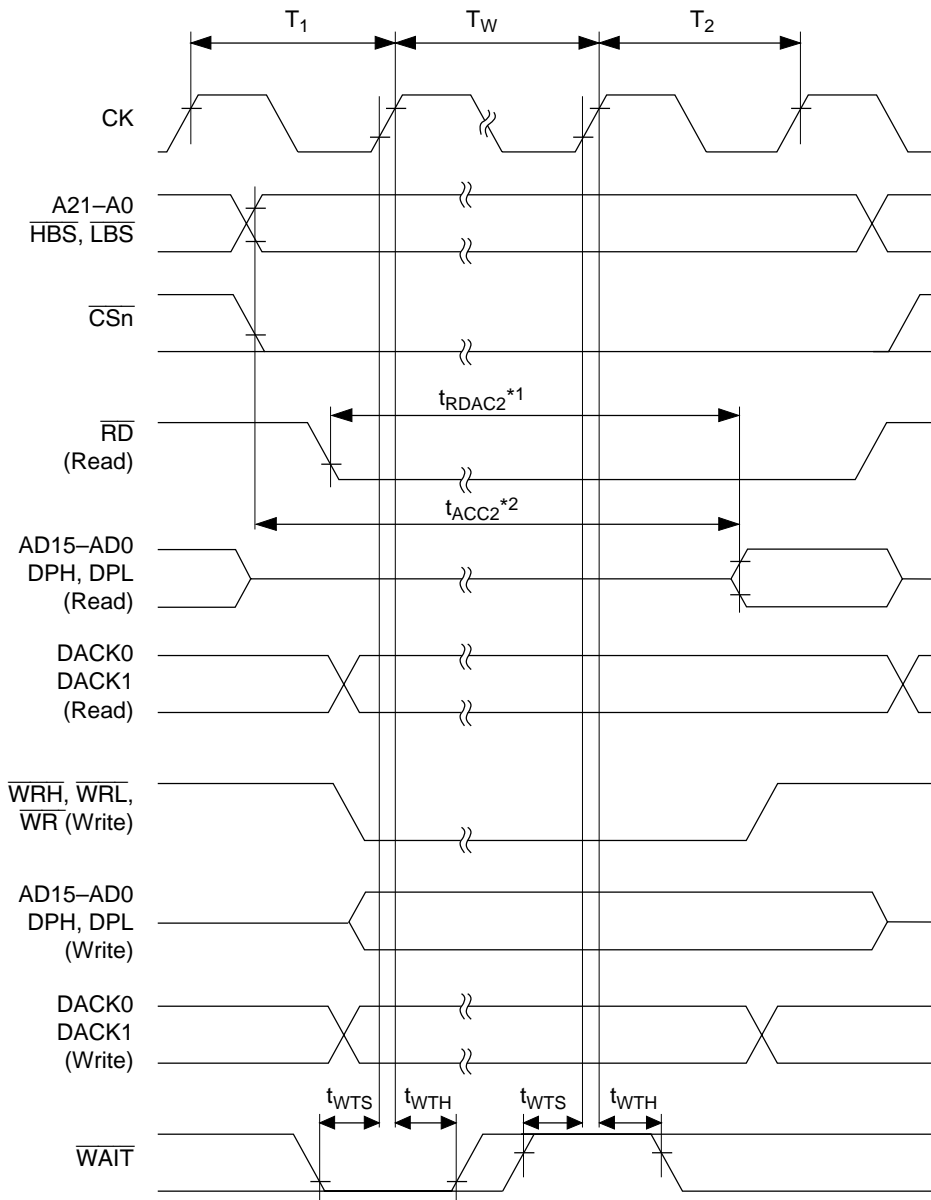 T1 TW T2
CK
A21–A0
HBS, LBS
CSn
tRDAC2*1
RD
(Read)
tACC2*2
AD15–AD0
DPH, DPL
(Read)
DACK0
DACK1
(Read)
WRH, WRL,
WR (Write)
AD15–AD0
DPH, DPL
(Write)
DACK0
DACK1
(Write)
tWTS tWTH tWTS tWTH
WAIT